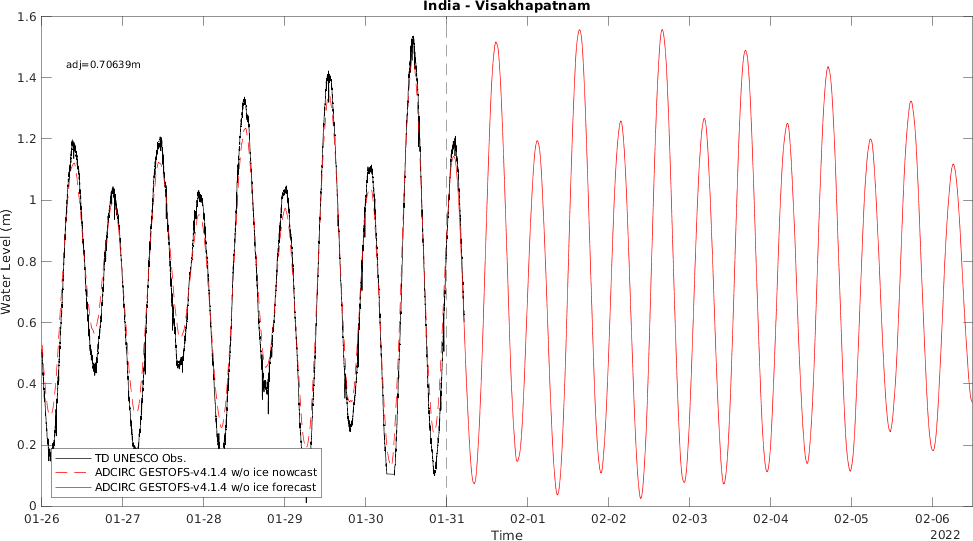 India - Visakhapatnam
adj=0.70639m
Water Level (m)
1.6
1.4
1.2
1
0.8
0.6
0.4
0.2
0
TD UNESCO Obs.
ADCIRC GESTOFS-v4.1.4 w/o ice nowcast
ADCIRC GESTOFS-v4.1.4 w/o ice forecast
01-26 01-27 01-28 01-29 01-30 01-31 02-01 02-02 02-03 02-04 02-05 02-06
Time
2022